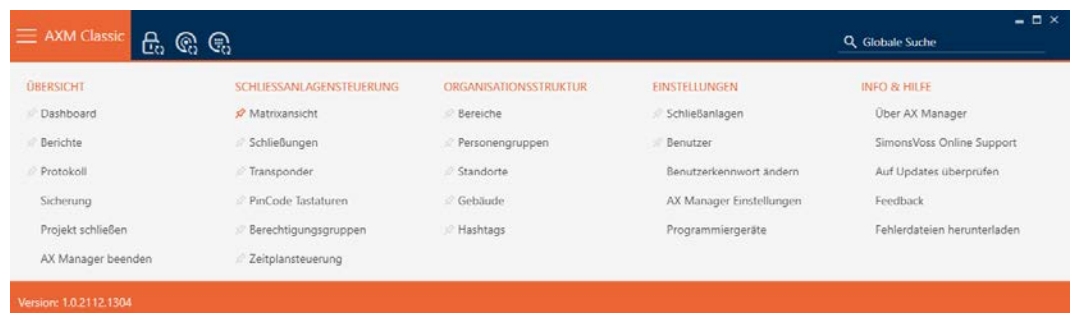 AXM Classic
Globale Suche
ÜBERSICHT
Dashboard
Berichte
Protokoll
Sicherung
Projekt schließen
AX Manager beenden
SCHLIESSANLAGENSTEUERUNG
Matrixansicht
Schließungen
Transponder
PinCode Tastaturen
Berechtigungsgruppen
Zeitplansteuerung
ORGANISATIONSSTRUKTUR
Bereiche
Personengruppen
Standorte
Gebäude
Hashtags
EINSTELLUNGEN
Schließanlagen
Benutzer
Benutzerkennwort ändern
AX Manager Einstellungen
Programmiergeräte
INFO & HILFE
Über AX Manager
SimonsVoss Online Support
Auf Updates überprüfen
Feedback
Fehlerdateien herunterladen
Version: 1.0.2112.1304